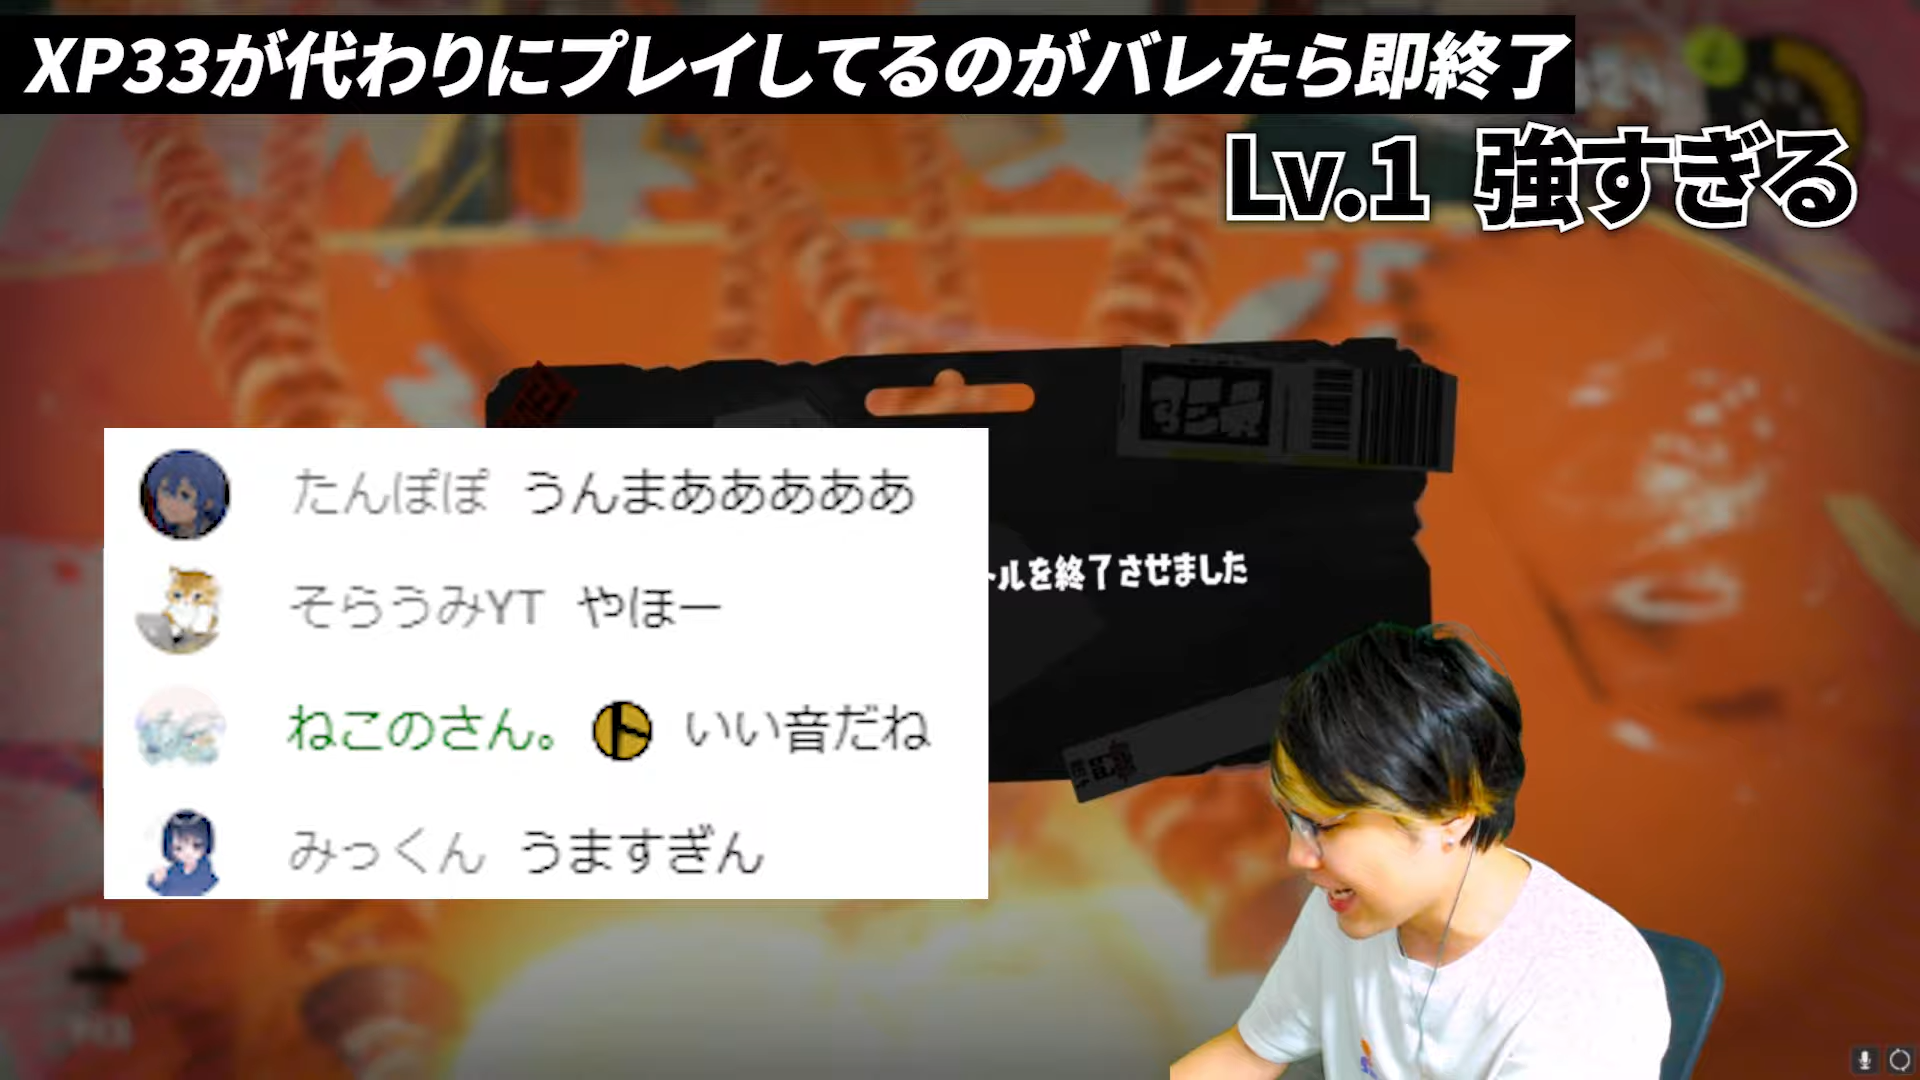 XP33が代わりにプレイしてるのがバレたら即終了
Lv.1 強すぎる
たんぽぽ うんまあああああ
トルを終了させました
そらうみYT やほー
ねこのさん。 ト いい音だね
みっくん うますぎん